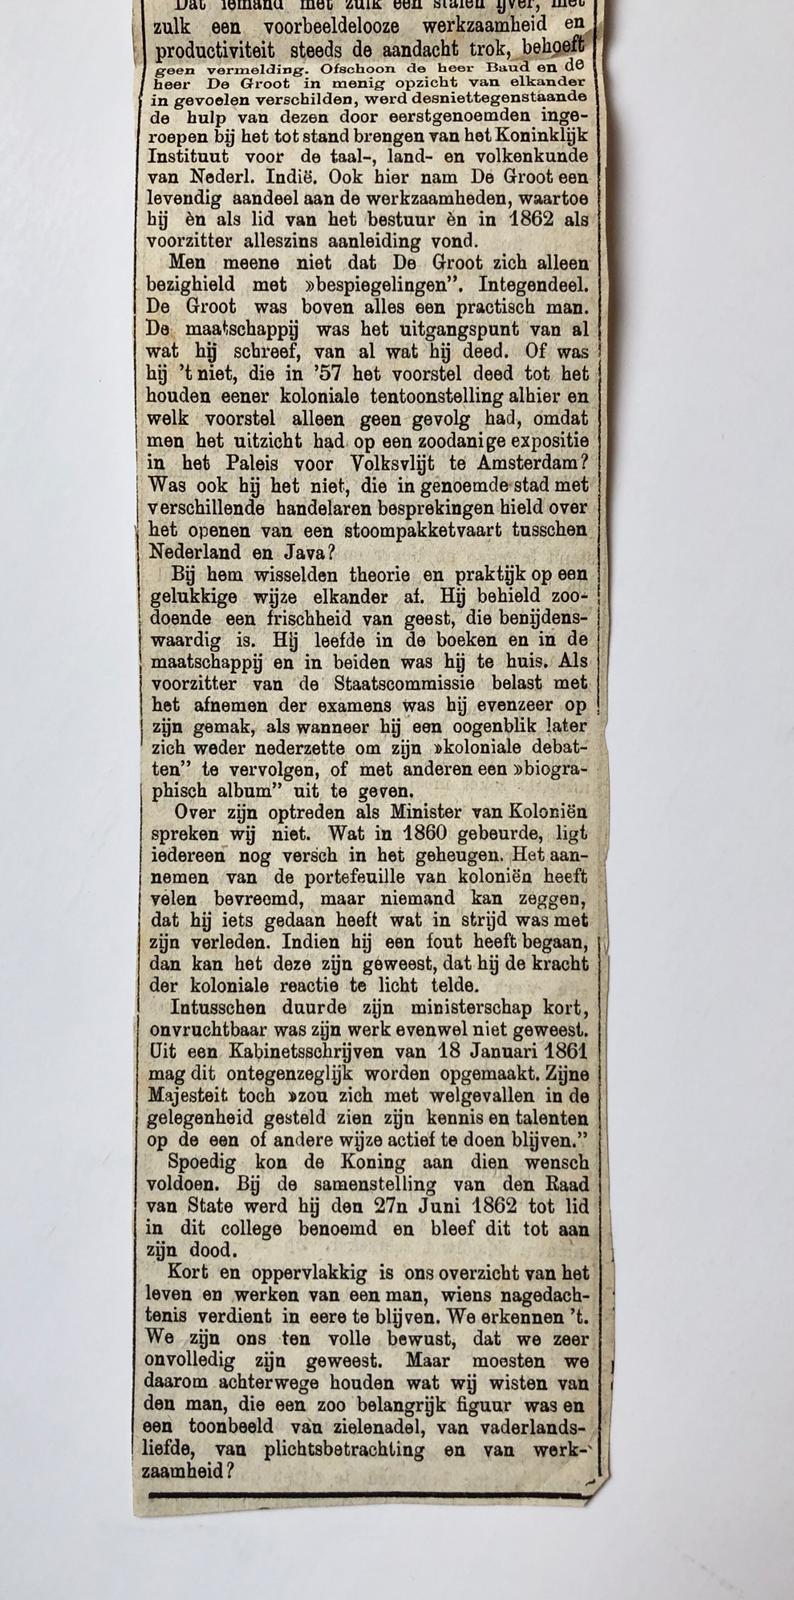 Dat iemand met zulk een stalen ijver, met
zulk een voorbeeldelooze werkzaamheid en
productiviteit steeds de aandacht trok, behoeft
geen vermelding. Ofschoon de heer Baud en de
heer De Groot in menig opzicht van elkander
in gevoelen verschilden, werd desniettegenstaande
de hulp van dezen door eerstgenoemden inge-
roepen bij het tot stand brengen van het Koninklijk
Instituut voor de taal-, land- en volkenkunde
van Nederl. Indië. Ook hier nam De Groot een
levendig aandeel aan de werkzaamheden, waartoe
hij èn als lid van het bestuur èn in 1862 als
voorzitter alleszins aanleiding vond.
Men meene niet dat De Groot zich alleen
bezighield met »bespiegelingen”. Integendeel.
De Groot was boven alles een practisch man.
De maatschappij was het uitgangspunt van al
wat hij schreef, van al wat hij deed. Of was
hij ’t niet, die in ’57 het voorstel deed tot het
houden eener koloniale tentoonstelling alhier en
welk voorstel alleen geen gevolg had, omdat
men het uitzicht had op een zoodanige expositie
in het Paleis voor Volksvlijt te Amsterdam?
Was ook hij het niet, die in genoemde stad met
verschillende handelaren besprekingen hield over
het openen van een stoompakketvaart tusschen
Nederland en Java?
Bij hem wisselden theorie en praktijk op een
gelukkige wijze elkander af. Hij behield zoo-
doende een frischheid van geest, die benijdens-
waardig is. Hij leefde in de boeken en in de
maatschappij en in beiden was hij te huis. Als
voorzitter van de Staatscommissie belast met
het afnemen der examens was hij evenzeer op
zijn gemak, als wanneer hij een oogenblik later
zich weder nederzette om zijn »koloniale debat-
ten” te vervolgen, of met anderen een »biogra-
phisch album” uit te geven.
Over zijn optreden als Minister van Koloniën
spreken wij niet. Wat in 1860 gebeurde, ligt
iedereen nog versch in het geheugen. Het aan-
nemen van de portefeuille van koloniën heeft
velen bevreemd, maar niemand kan zeggen,
dat hij iets gedaan heeft wat in strijd was met
zijn verleden. Indien hij een fout heeft begaan,
dan kan het deze zijn geweest, dat hij de kracht
der koloniale reactie te licht telde.
Intusschen duurde zijn ministerschap kort,
onvruchtbaar was zijn werk evenwel niet geweest.
Uit een Kabinetsschrijven van 18 Januari 1861
mag dit ontegenzeglijk worden opgemaakt. Zijne
Majesteit toch »zou zich met welgevallen in de
gelegenheid gesteld zien zijn kennis en talenten
op de een of andere wijze actief te doen blijven.”
Spoedig kon de Koning aan dien wensch
voldoen. Bij de samenstelling van den Raad
van State werd hij den 27n Juni 1862 tot lid
in dit college benoemd en bleef dit tot aan
zijn dood.
Kort en oppervlakkig is ons overzicht van het
leven en werken van een man, wiens nagedach-
tenis verdient in eere te blijven. We erkennen ’t.
We zijn ons ten volle bewust, dat we zeer
onvolledig zijn geweest. Maar moesten we
daarom achterwege houden wat wij wisten van
den man, die een zoo belangrijk figuur was en
een toonbeeld van zielenadel, van vaderlands-
liefde, van plichtsbetrachting en van werk-
zaamheid?